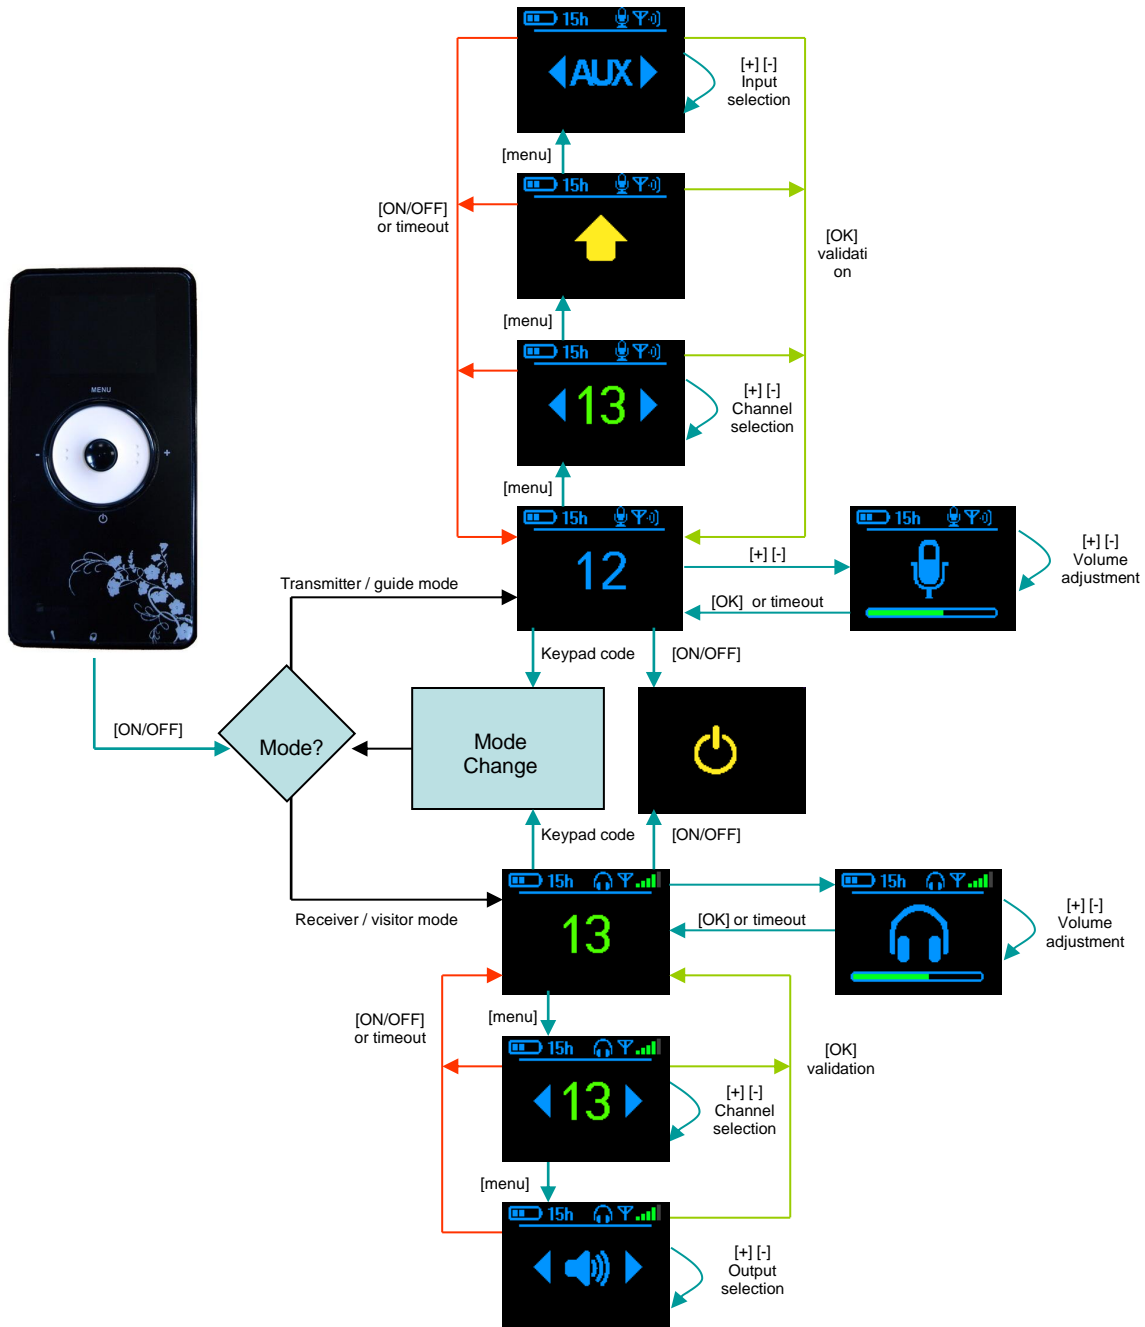 15h
AUX
[+] [-]
Input
selection
[menu]
15h
[ON/OFF]
or timeout
[OK]
validati
on
[menu]
15h
13
[+] [-]
Channel
selection
MENU
-
+
[menu]
15h
12
[+] [-]
15h
[+] [-]
Volume
adjustment
Transmitter / guide mode
[OK]  or timeout
Keypad code
[ON/OFF]
[ON/OFF]
Mode?
Mode
Change
Keypad code
[ON/OFF]
15h
13
Receiver / visitor mode
[OK] or timeout
15h
[+] [-]
Volume
adjustment
[ON/OFF]
or timeout
[menu]
15h
13
[OK]
validation
[+] [-]
Channel
selection
[menu]
15h
[+] [-]
Output
selection